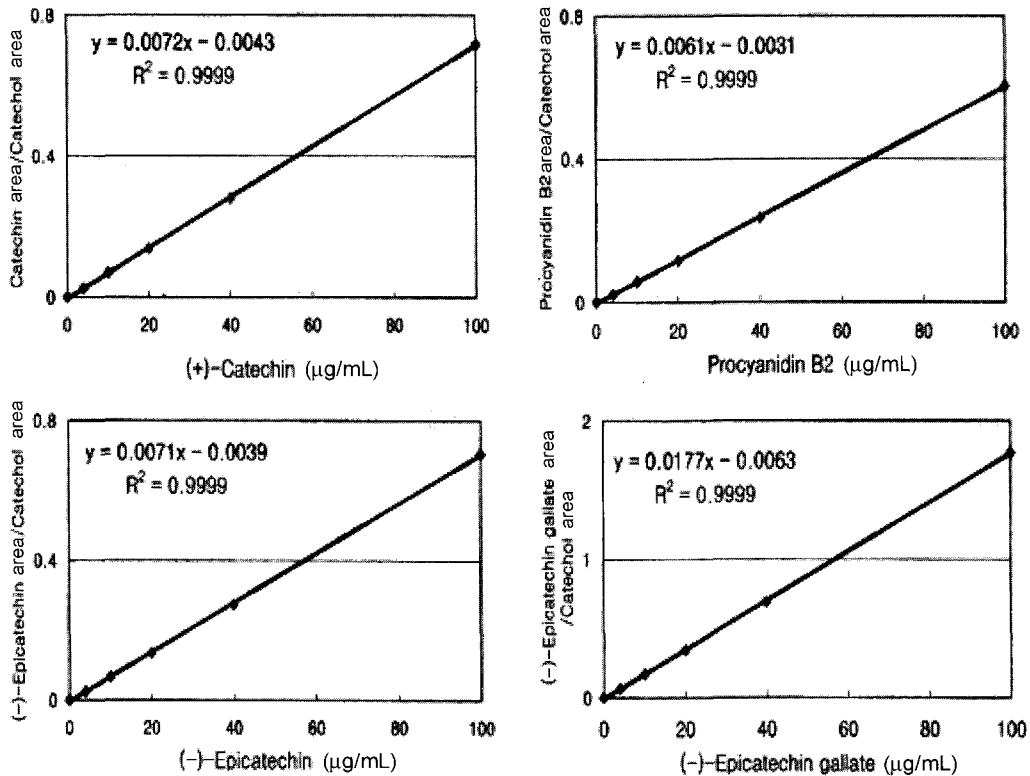 0.8
y = 0.0072x − 0.0043
R² = 0.9999
Catechin area/Catechol area
0.4
0
0 20 40 60 80 100
(+)-Catechin (μg/mL)
0.8
y = 0.0061x − 0.0031
R² = 0.9999
Procyanidin B2 area/Catechol area
0.4
0
0 20 40 60 80 100
Procyanidin B2 (μg/mL)
0.8
y = 0.0071x − 0.0039
R² = 0.9999
(−)-Epicatechin area/Catechol area
0.4
0
0 20 40 60 80 100
(−)-Epicatechin (μg/mL)
2
y = 0.0177x − 0.0063
R² = 0.9999
(−)-Epicatechin gallate area
/Catechol area
1
0
0 20 40 60 80 100
(−)-Epicatechin gallate (μg/mL)